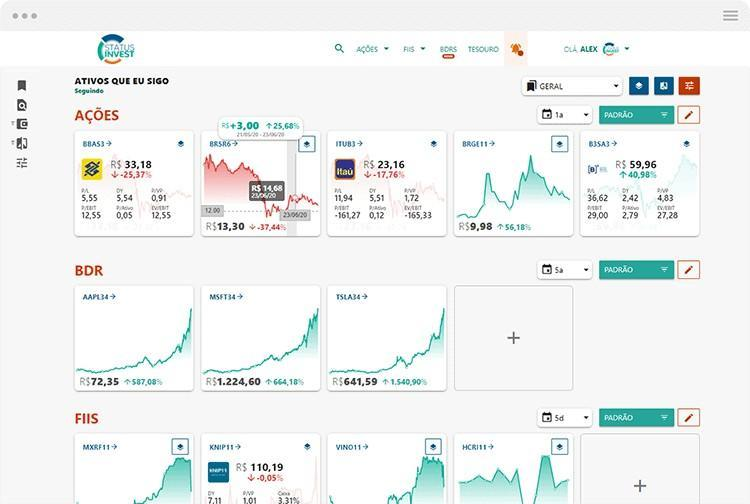 STATUS INVEST
AÇÕES FIIS BDRS TESOURO OLÁ, ALEX
ATIVOS QUE EU SIGO
Seguindo
GERAL
AÇÕES
1a PADRÃO
R$+3,00 25,68%
21/05/20 - 23/06/20
BBAS3 BRSR6 ITUB3 BRGE11 B3SA3
R$ 33,18
-25,37%
P/L DY P/VP
5,55 5,54 0,91
P/EBIT P/Ativo EV/EBIT
12,55 0,05 12,55
R$ 14,68
23/06/20
12.00
23/06/20
R$13,30 -37,44%
Itaú
R$ 23,16
-17,76%
P/L DY P/VP
11,94 5,51 1,72
P/EBIT P/Ativo EV/EBIT
-161,27 0,12 -165,33
R$9,98 56,18%
[B]³
R$ 59,96
40,98%
P/L DY P/VP
36,62 2,42 4,83
P/EBIT P/Ativo EV/EBIT
29,00 2,79 27,28
BDR
5a PADRÃO
AAPL34 MSFT34 TSLA34
R$72,35 587,08%
R$1.224,60 664,18%
R$641,59 1.540,90%
FIIS
5d PADRÃO
MXRF11 KNIP11 VINO11 HCRI11
KNIP11
R$ 110,19
-0,05%
DY P/VP Caixa
7,11 1,01 3,31%